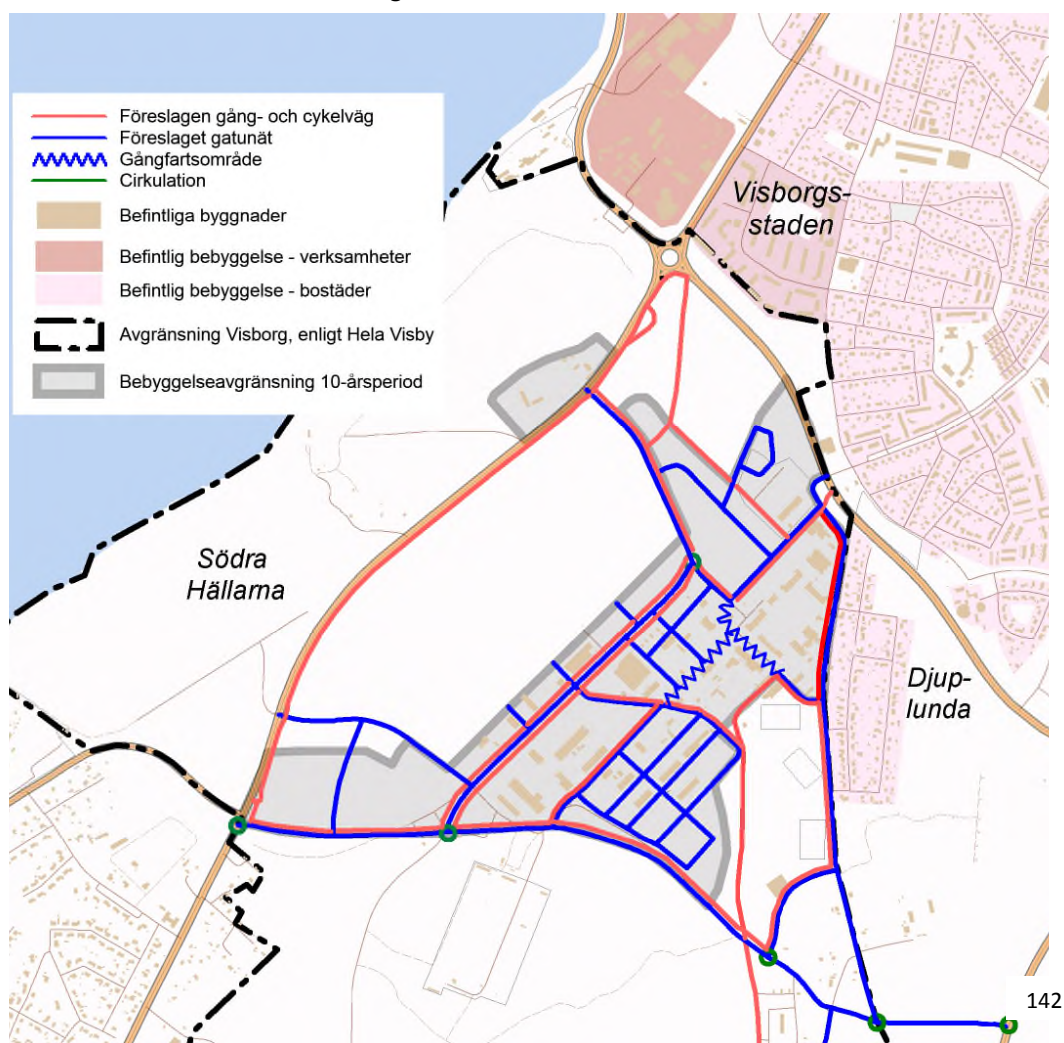 Föreslagen gång- och cykelväg
Föreslaget gatunät
Gångfartsområde
Cirkulation
Befintliga byggnader
Befintlig bebyggelse - verksamheter
Befintlig bebyggelse - bostäder
Avgränsning Visborg, enligt Hela Visby
Bebyggelseavgränsning 10-årsperiod
Visborgs-
staden
Södra
Hällarna
Djup-
lunda
142